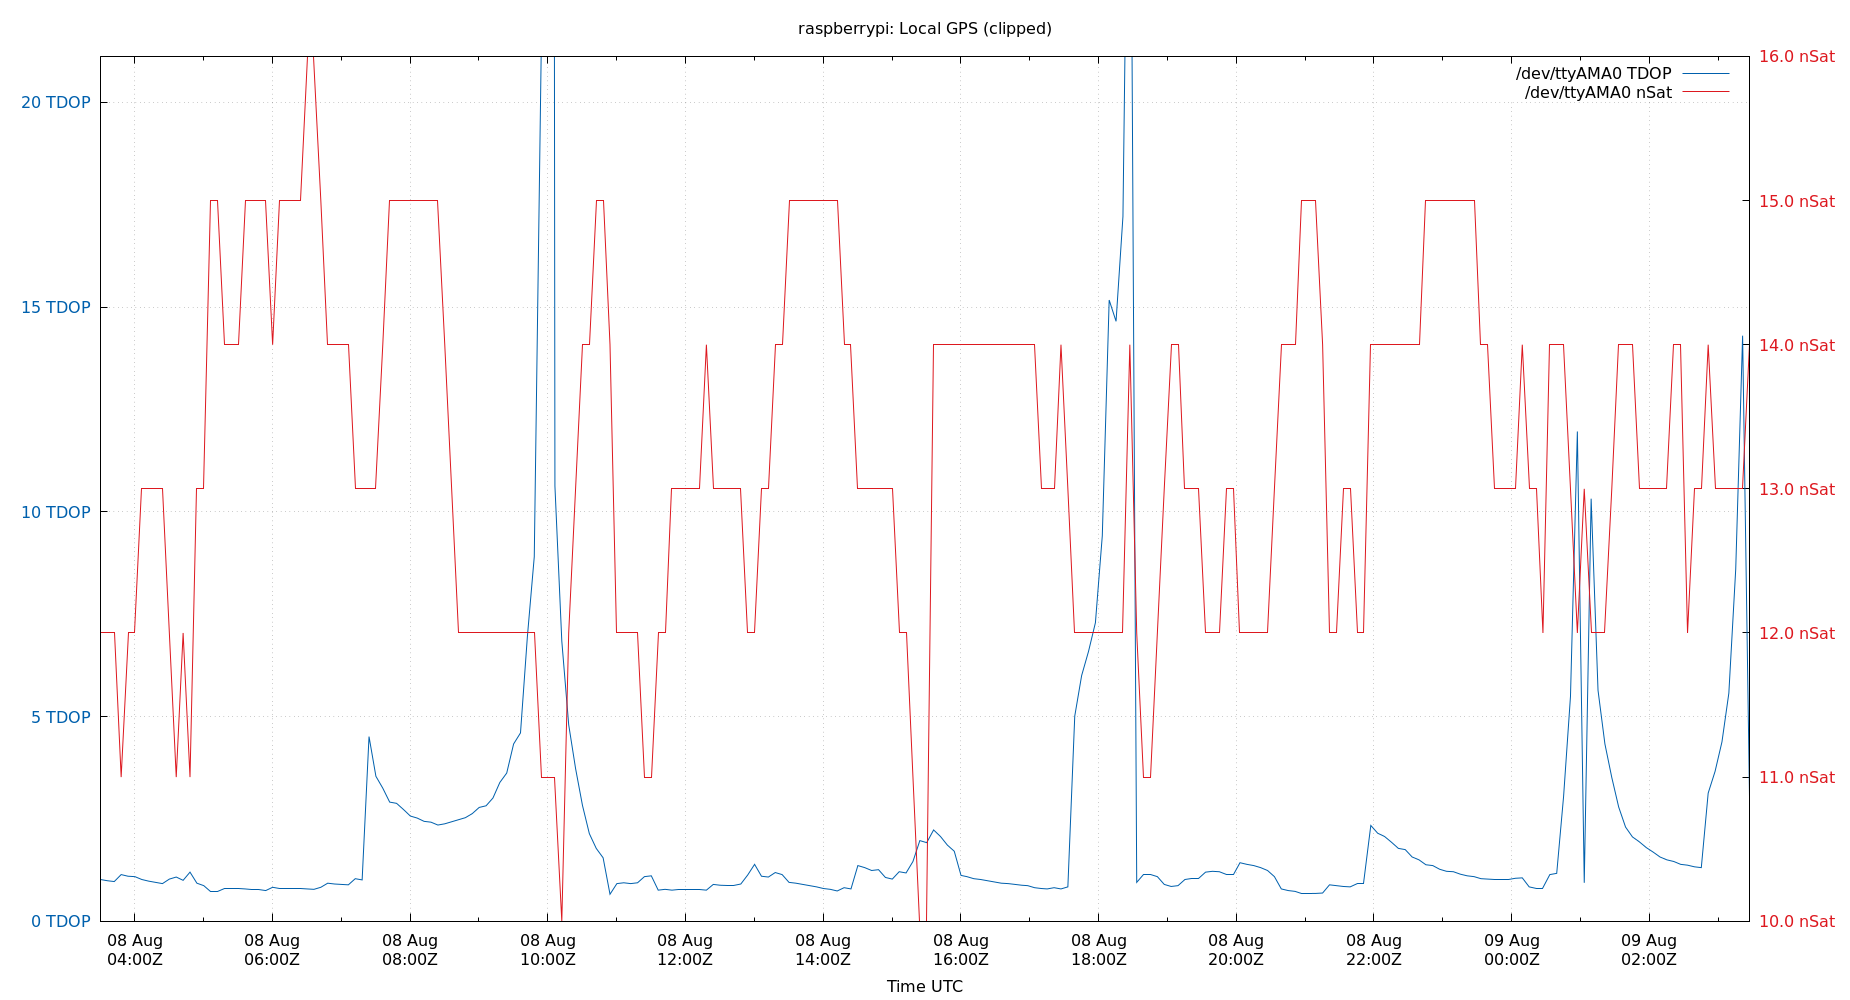 raspberrypi: Local GPS (clipped)
/dev/ttyAMA0 TDOP
/dev/ttyAMA0 nSat
20 TDOP
15 TDOP
10 TDOP
5 TDOP
0 TDOP
16.0 nSat
15.0 nSat
14.0 nSat
13.0 nSat
12.0 nSat
11.0 nSat
10.0 nSat
08 Aug 08 Aug 08 Aug 08 Aug 08 Aug 08 Aug 08 Aug 08 Aug 08 Aug 08 Aug 09 Aug 09 Aug
04:00Z 06:00Z 08:00Z 10:00Z 12:00Z 14:00Z 16:00Z 18:00Z 20:00Z 22:00Z 00:00Z 02:00Z
Time UTC